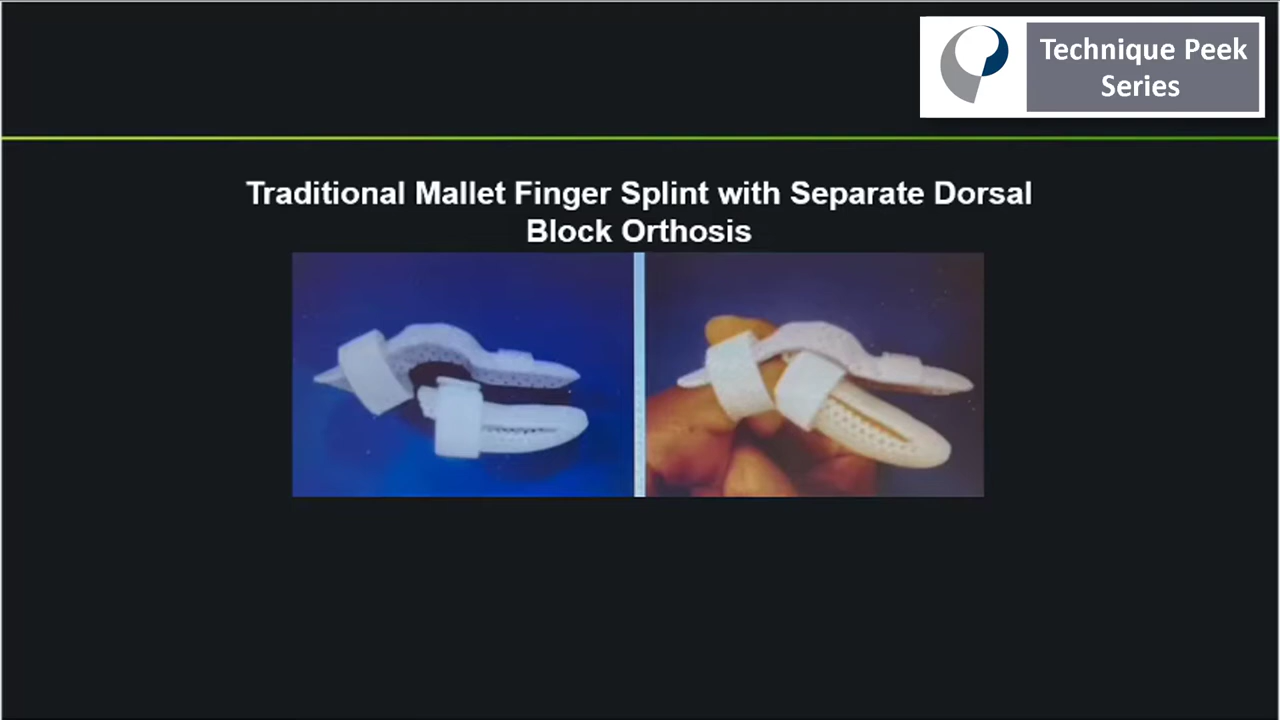 Technique Peek
Series
Traditional Mallet Finger Splint with Separate Dorsal
Block Orthosis